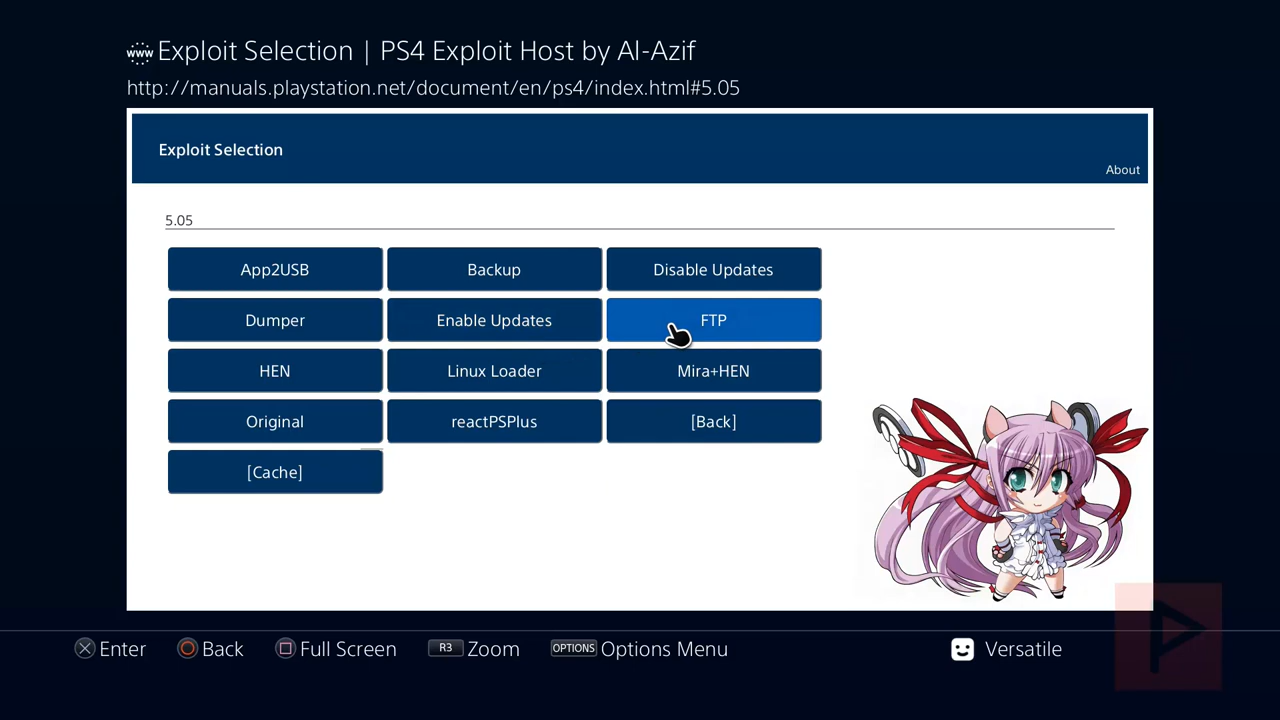 www Exploit Selection | PS4 Exploit Host by Al-Azif
http://manuals.playstation.net/document/en/ps4/index.html#5.05
Exploit Selection
About
5.05
App2USB Backup Disable Updates
Dumper Enable Updates FTP
HEN Linux Loader Mira+HEN
Original reactPSPlus [Back]
[Cache]
Enter Back Full Screen R3 Zoom OPTIONS Options Menu Versatile